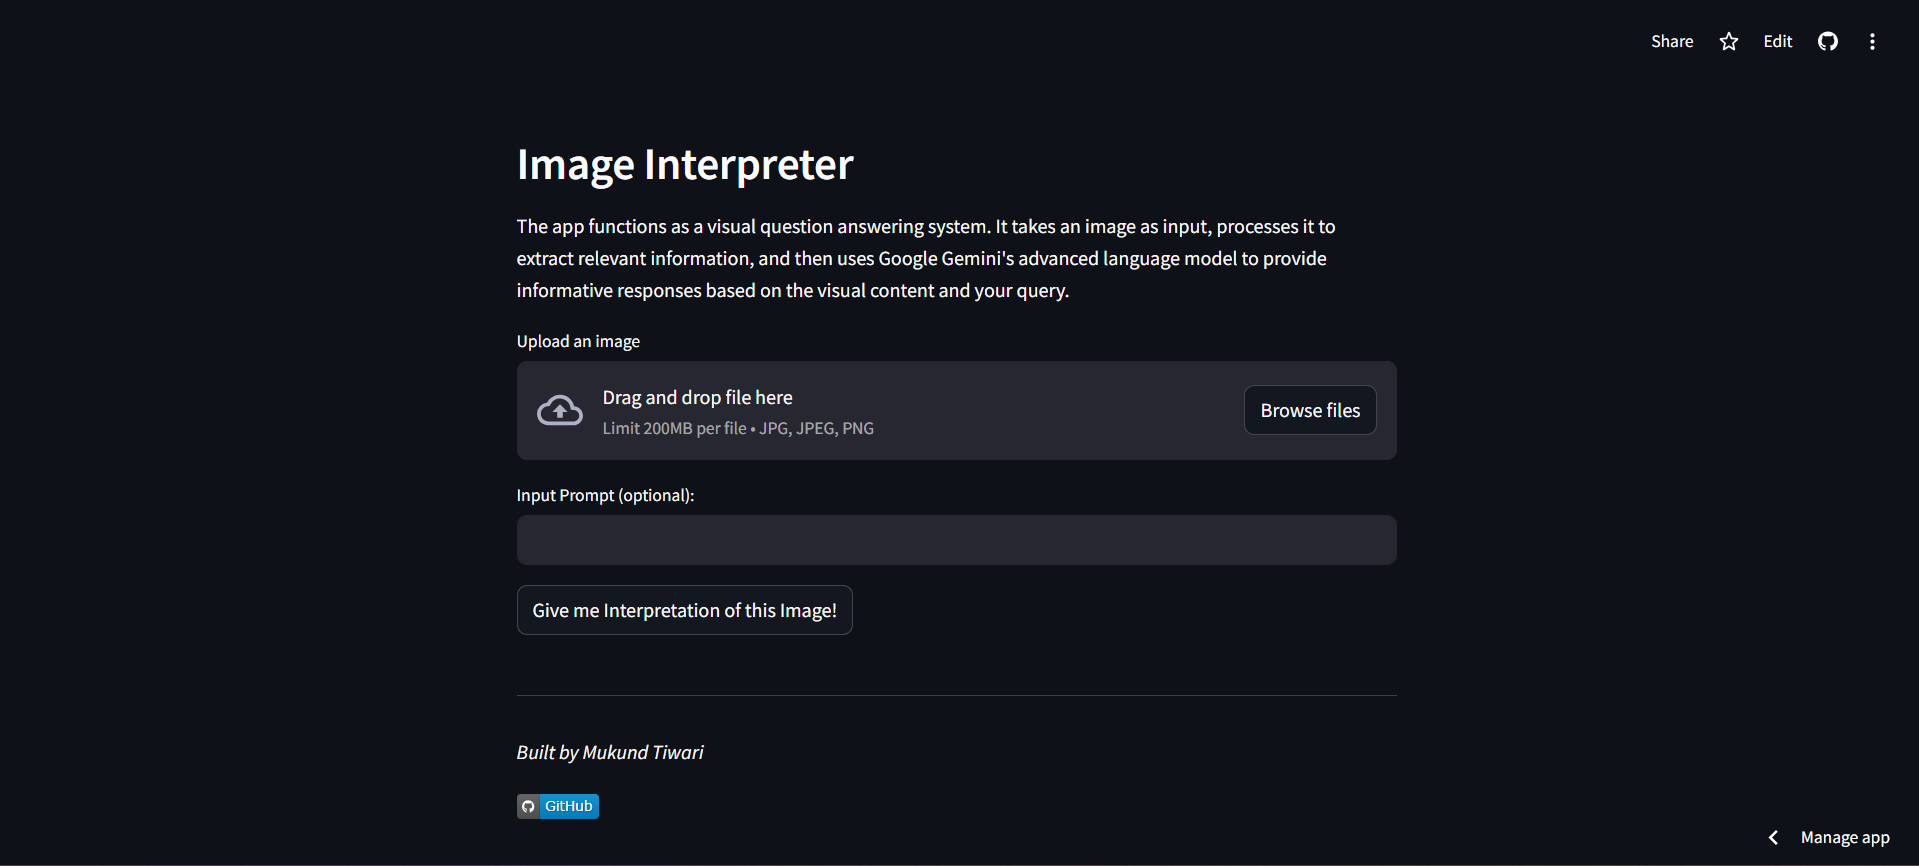 Share Edit
Image Interpreter
The app functions as a visual question answering system. It takes an image as input, processes it to
extract relevant information, and then uses Google Gemini's advanced language model to provide
informative responses based on the visual content and your query.
Upload an image
Drag and drop file here
Limit 200MB per file • JPG, JPEG, PNG
Browse files
Input Prompt (optional):
Give me Interpretation of this Image!
Built by Mukund Tiwari
GitHub
Manage app